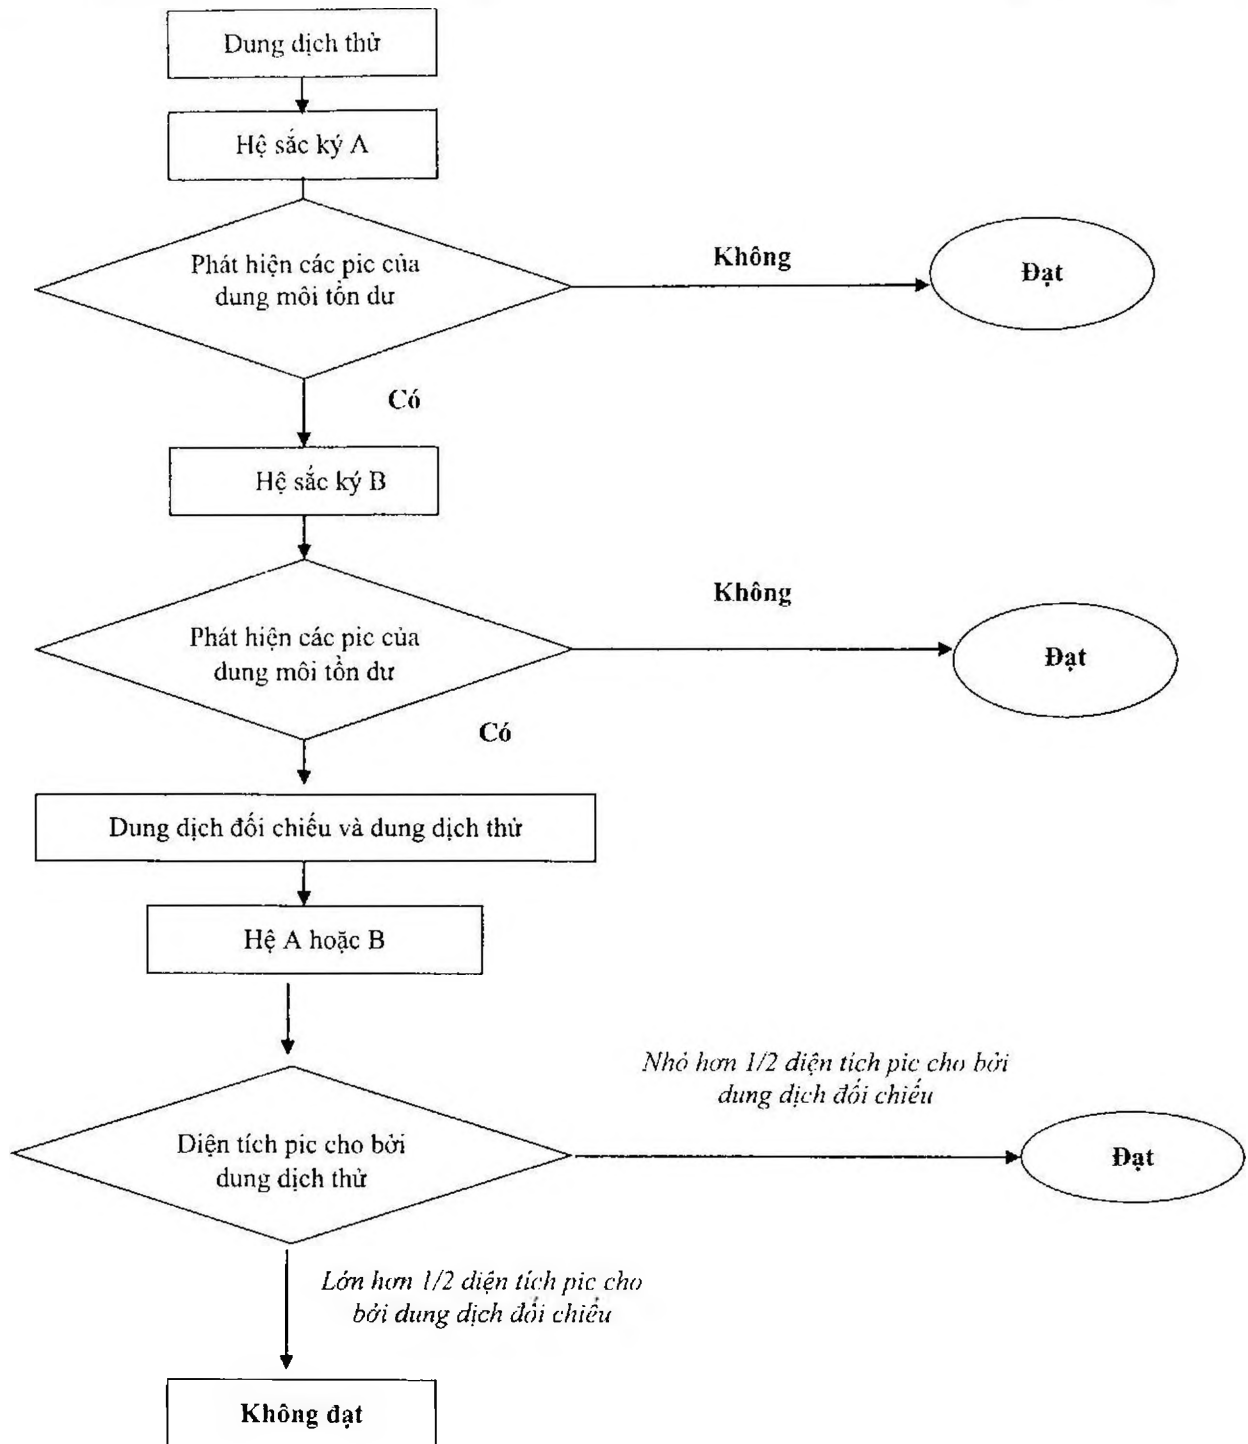 Dung dịch thử
Hệ sắc ký A
Phát hiện các pic của
dung môi tồn dư
Không
Đạt
Có
Hệ sắc ký B
Phát hiện các pic của
dung môi tồn dư
Không
Đạt
Có
Dung dịch đối chiếu và dung dịch thử
Hệ A hoặc B
Diện tích pic cho bởi
dung dịch thử
Nhỏ hơn 1/2 diện tích pic cho bởi
dung dịch đối chiếu
Đạt
Lớn hơn 1/2 diện tích pic cho
bởi dung dịch đối chiếu
Không đạt